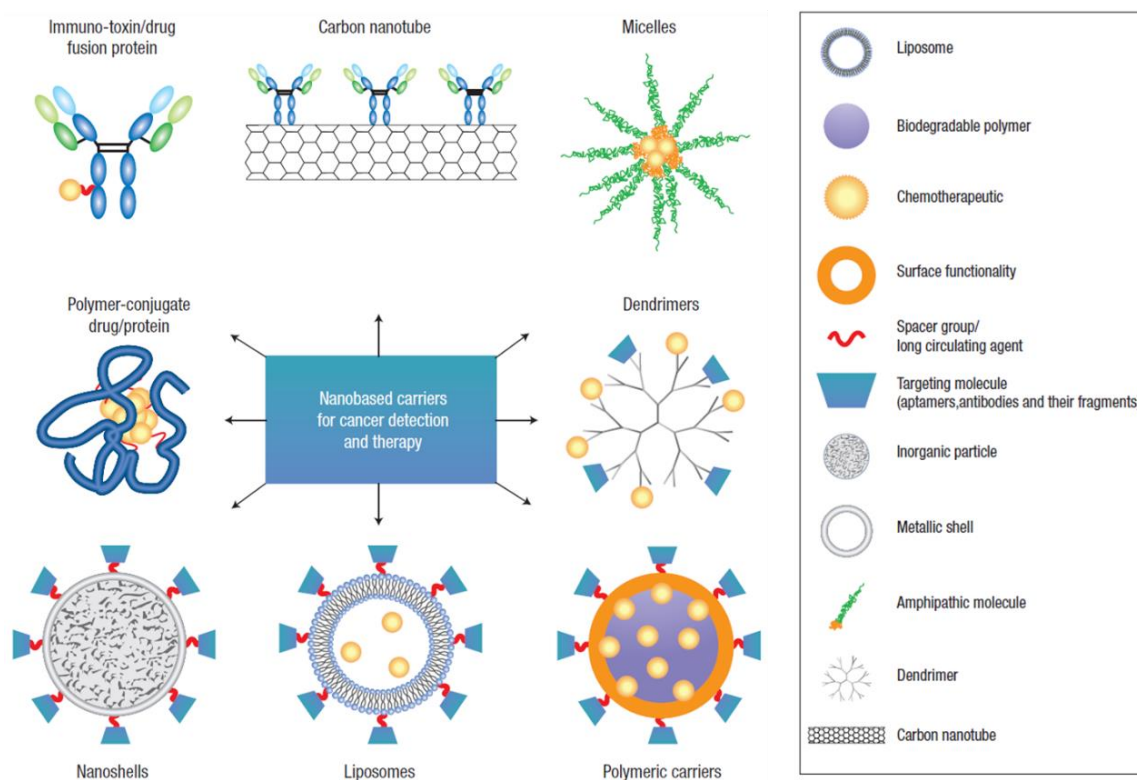 Immuno-toxin/drug
fusion protein
Carbon nanotube
Micelles
Polymer-conjugate
drug/protein
Dendrimers
Nanobased carriers
for cancer detection
and therapy
Nanoshells
Liposomes
Polymeric carriers
Liposome
Biodegradable polymer
Chemotherapeutic
Surface functionality
Spacer group/
long circulating agent
Targeting molecule
(aptamers,antibodies and their fragments
Inorganic particle
Metallic shell
Amphipathic molecule
Dendrimer
Carbon nanotube